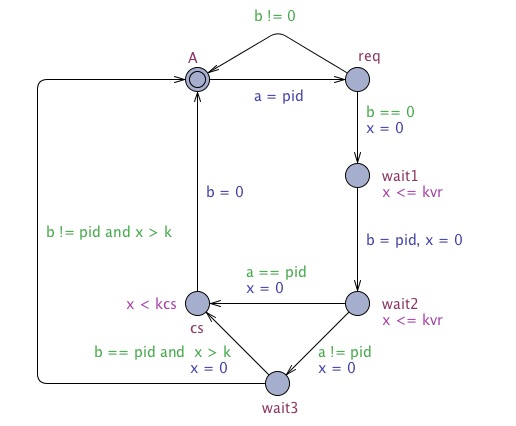 b != 0
A
req
a = pid
b == 0
x = 0
wait1
x <= kvr
b = 0
b != pid and x > k
b = pid, x = 0
a == pid
x = 0
x < kcs
cs
wait2
x <= kvr
b == pid and  x > k
x = 0
a != pid
x = 0
wait3